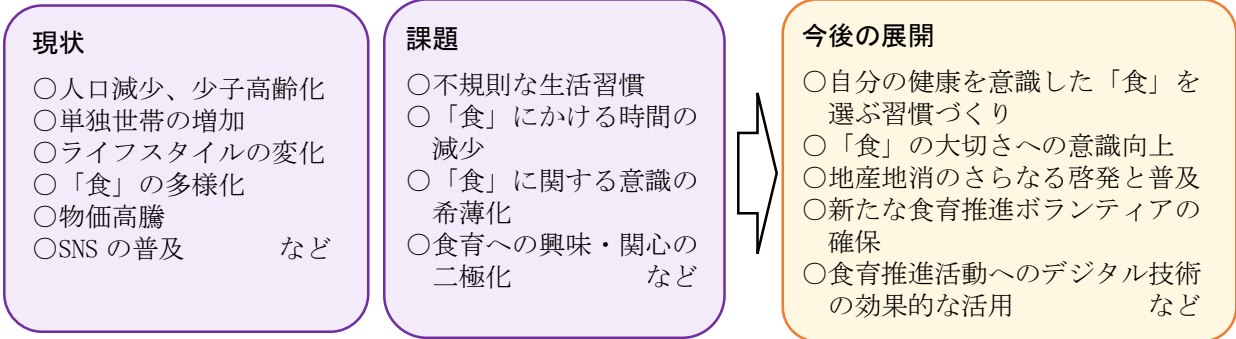 現状
○人口減少、少子高齢化
○単独世帯の増加
○ライフスタイルの変化
○「食」の多様化
○物価高騰
○SNS の普及 など
課題
○不規則な生活習慣
○「食」にかける時間の
減少
○「食」に関する意識の
希薄化
○食育への興味・関心の
二極化 など
今後の展開
○自分の健康を意識した「食」を
選ぶ習慣づくり
○「食」の大切さへの意識向上
○地産地消のさらなる啓発と普及
○新たな食育推進ボランティアの
確保
○食育推進活動へのデジタル技術
の効果的な活用 など